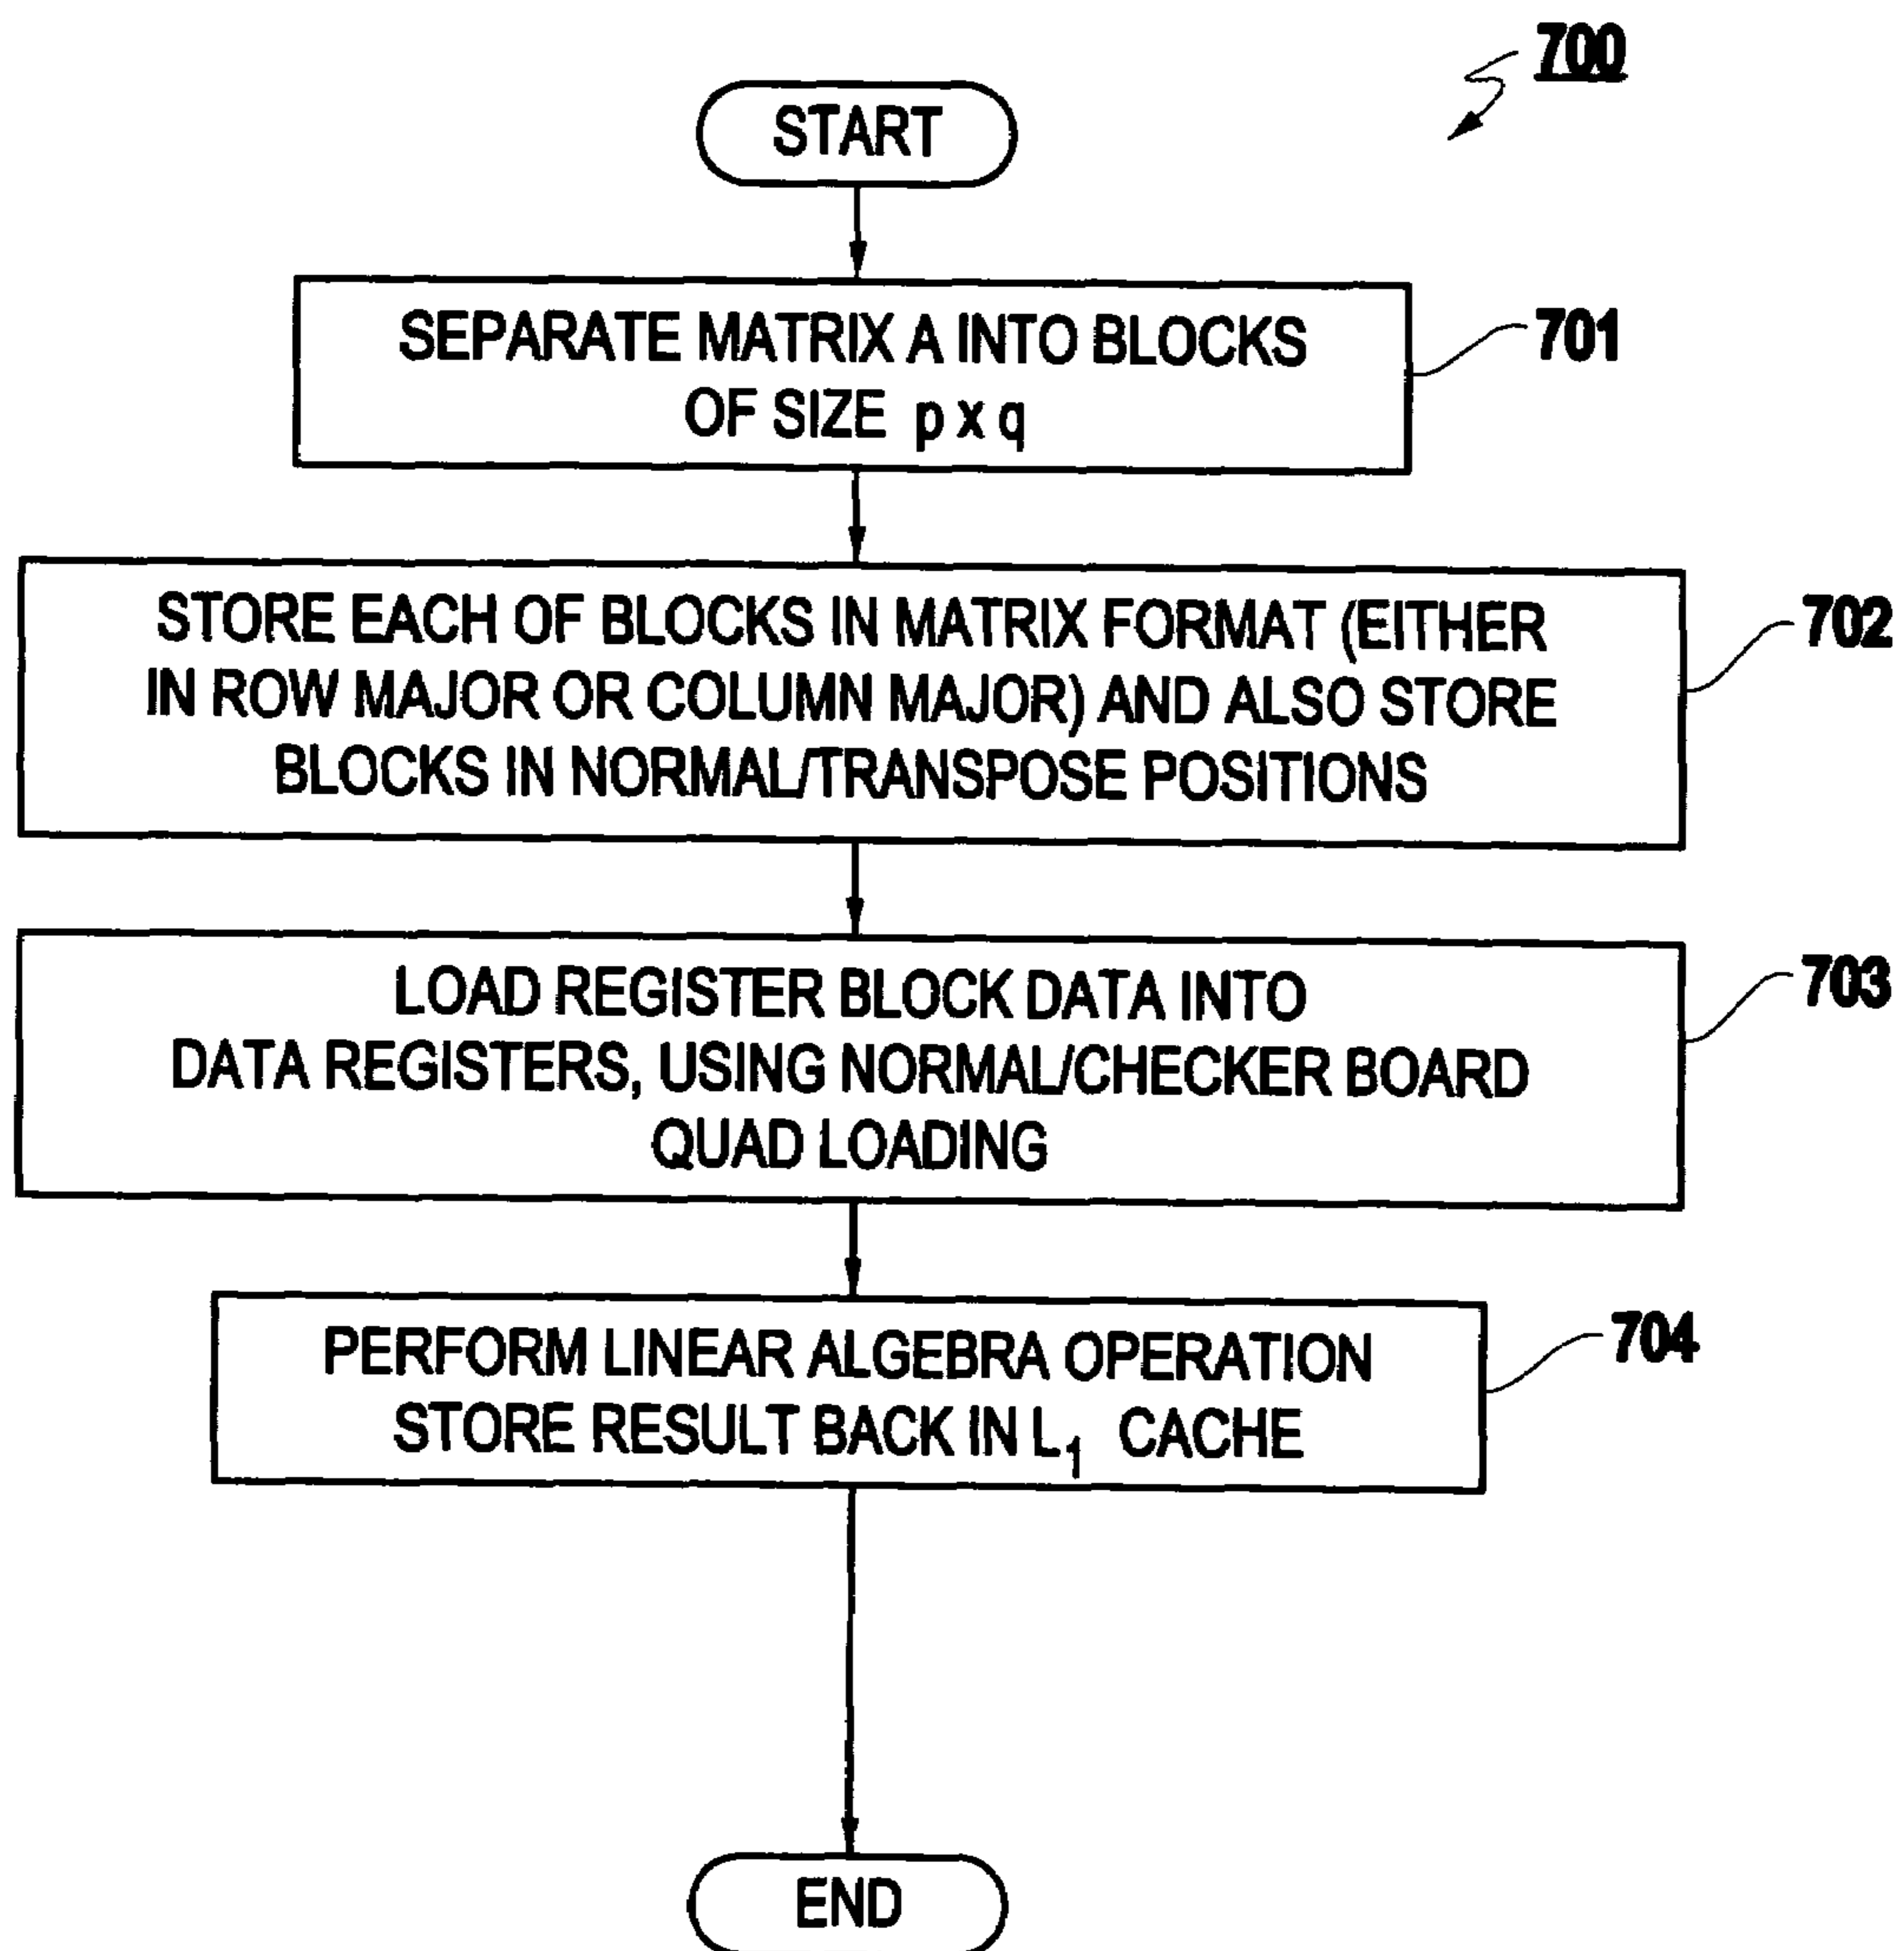 700
START
SEPARATE MATRIX A INTO BLOCKS
OF SIZE p x q
701
STORE EACH OF BLOCKS IN MATRIX FORMAT (EITHER
IN ROW MAJOR OR COLUMN MAJOR) AND ALSO STORE
BLOCKS IN NORMAL/TRANSPOSE POSITIONS
702
LOAD REGISTER BLOCK DATA INTO
DATA REGISTERS, USING NORMAL/CHECKER BOARD
QUAD LOADING
703
PERFORM LINEAR ALGEBRA OPERATION
STORE RESULT BACK IN L₁ CACHE
704
END